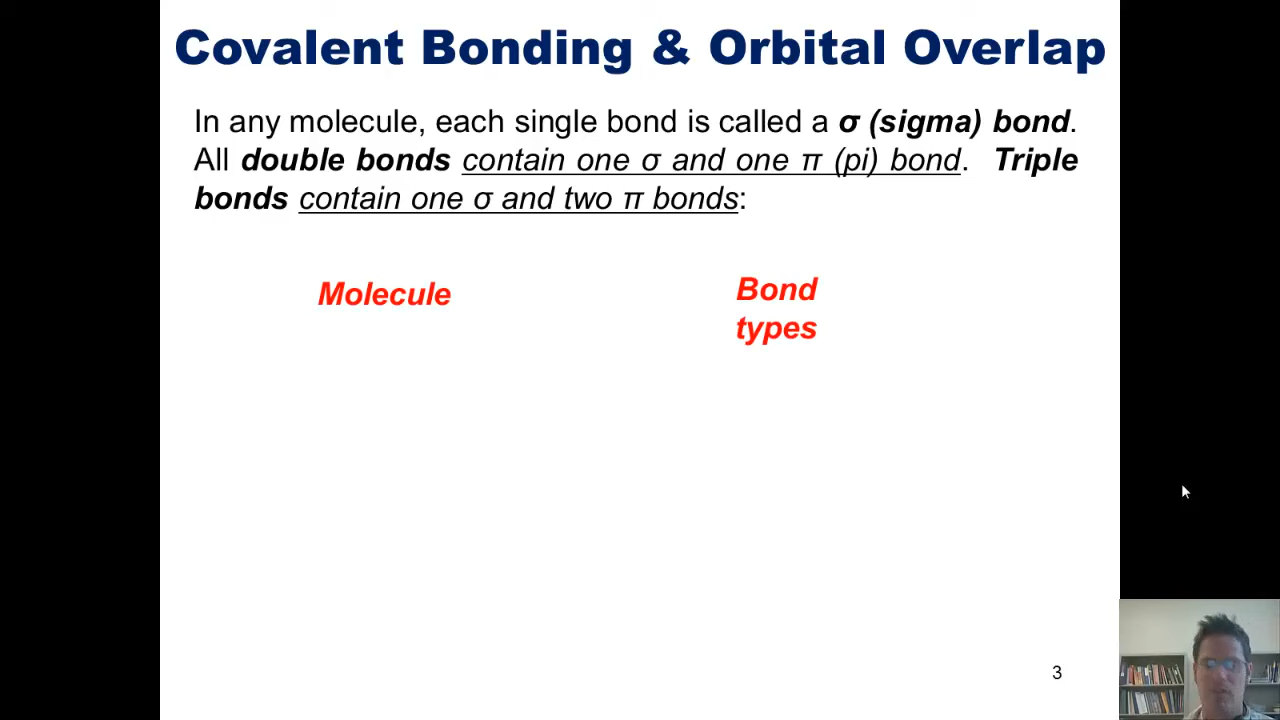 Covalent Bonding & Orbital Overlap
In any molecule, each single bond is called a σ (sigma) bond.
All double bonds contain one σ and one π (pi) bond. Triple
bonds contain one σ and two π bonds:
Molecule
Bond
types
3